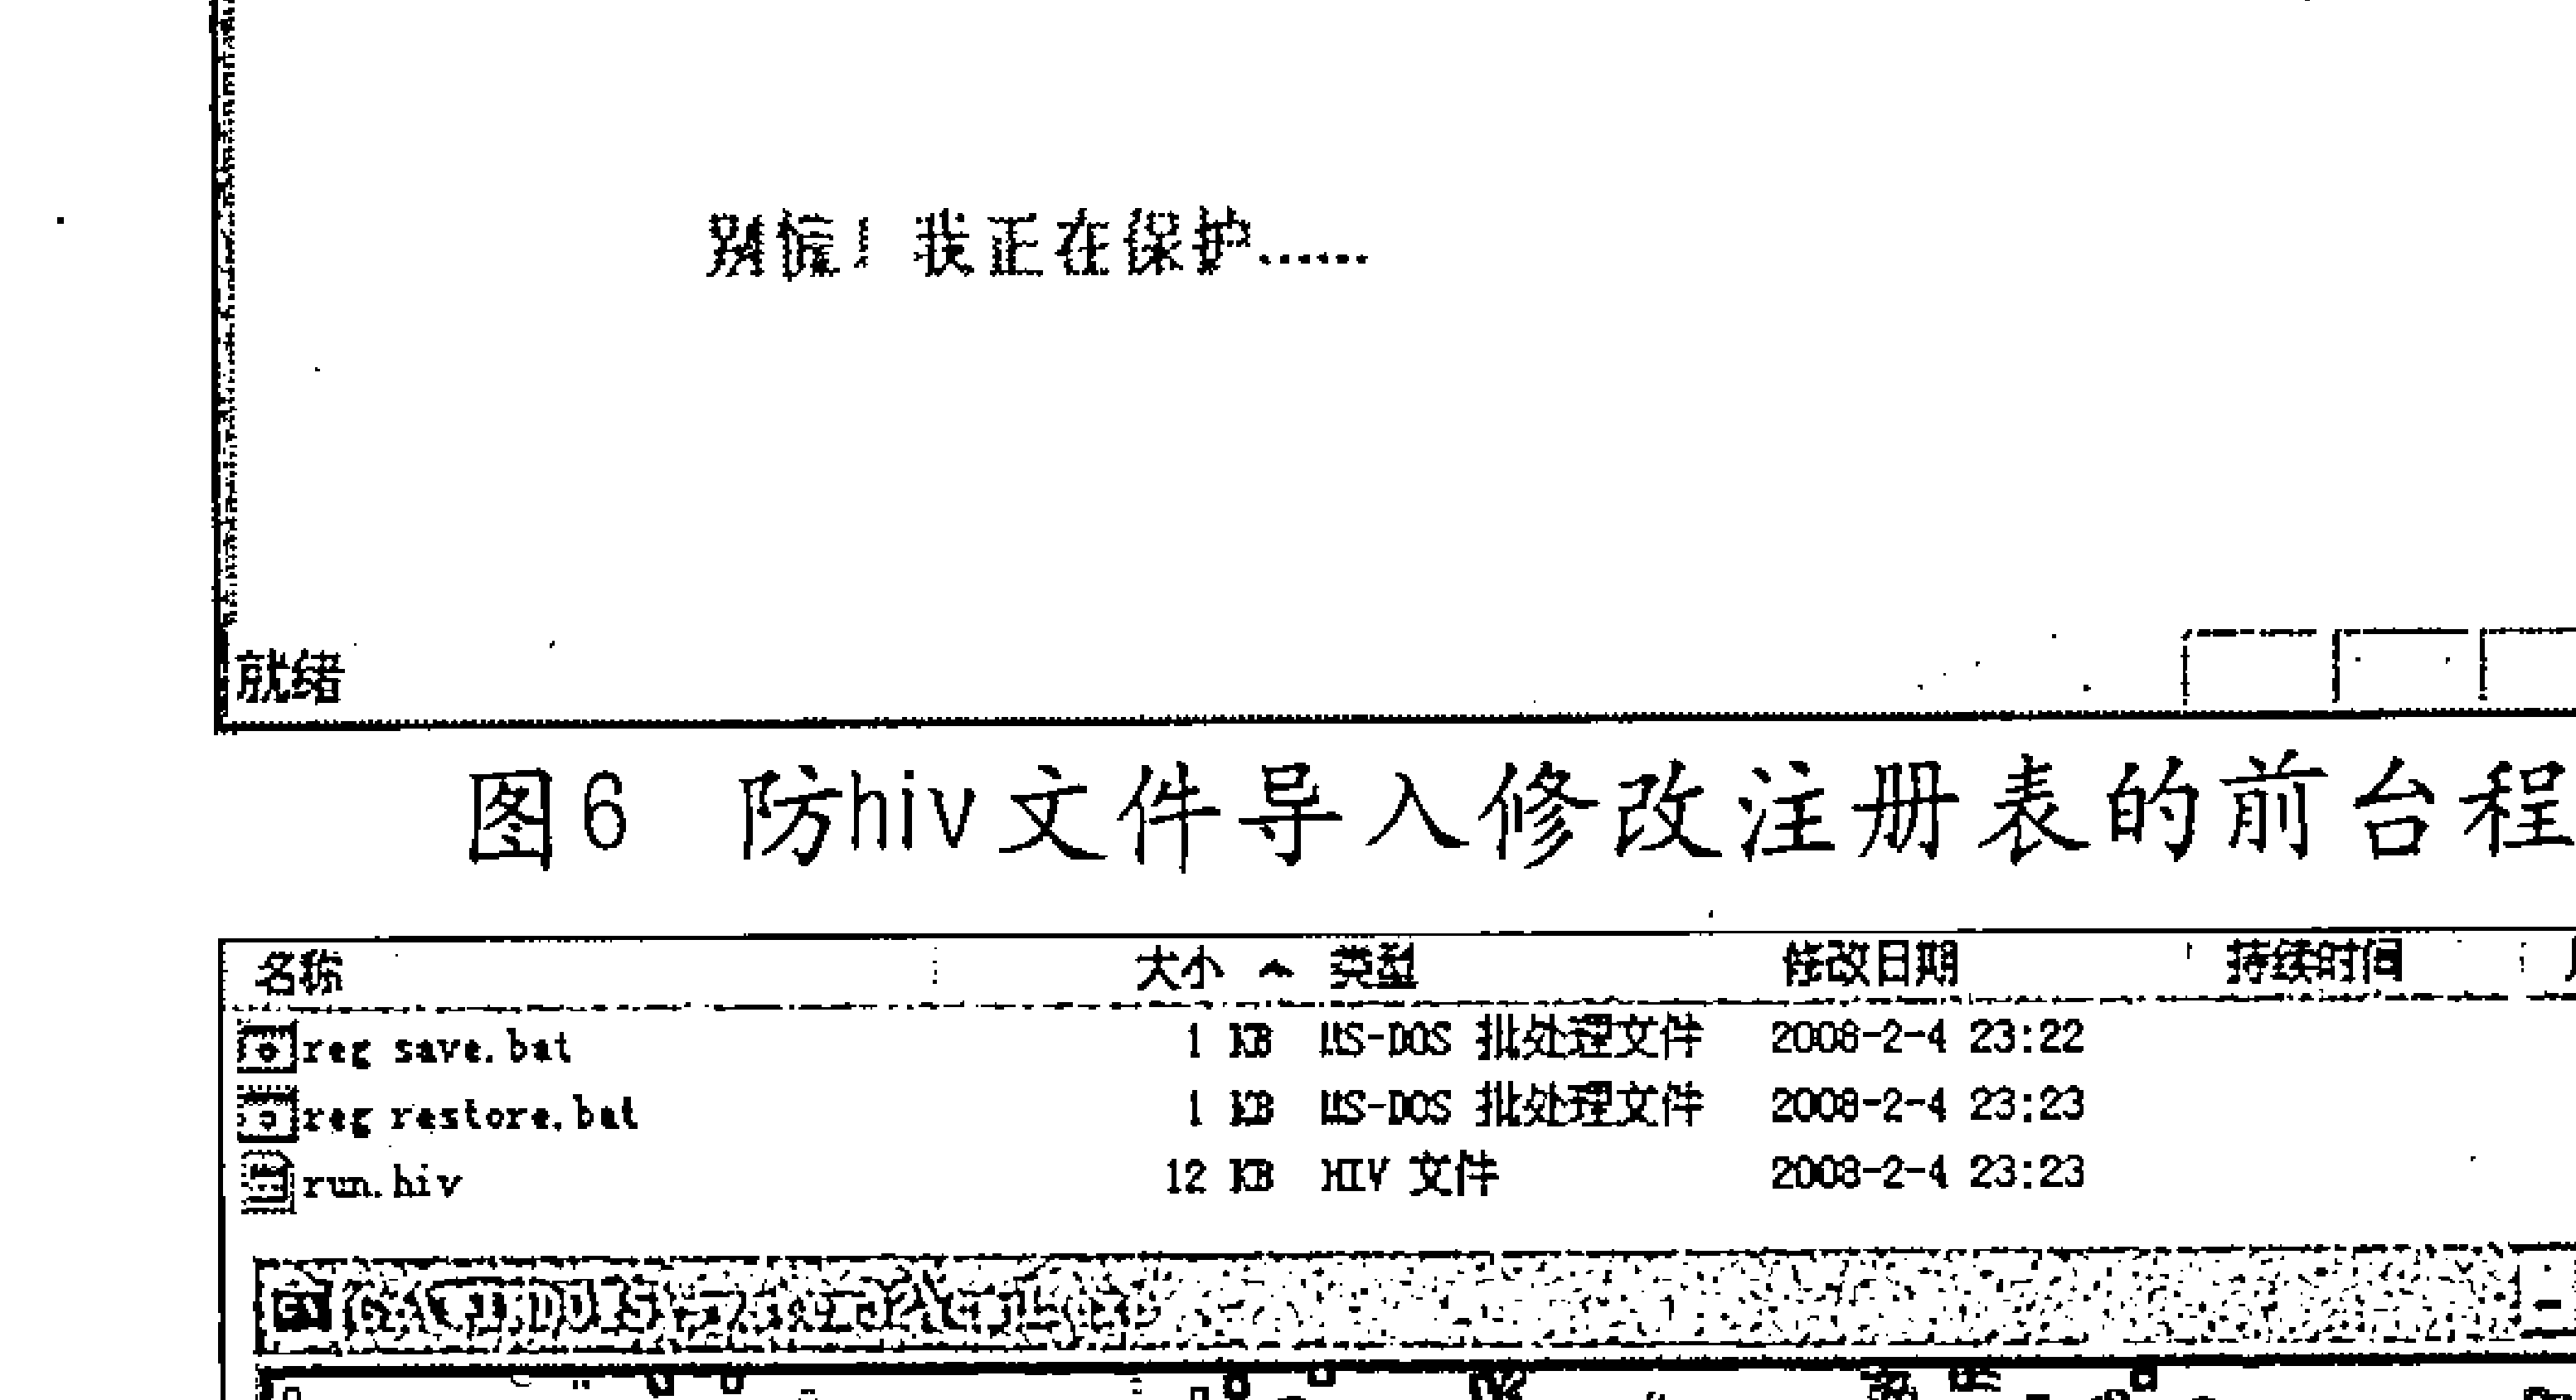 别慌！我正在保护……
就绪
图6 防hiv文件导入修改注册表的前台程
名称 大小 类型 修改日期 持续时间
reg save.bat 1 KB MS-DOS 批处理文件 2008-2-4 23:22
reg restore.bat 1 KB MS-DOS 批处理文件 2008-2-4 23:23
run.hiv 12 KB HIV 文件 2008-2-4 23:23